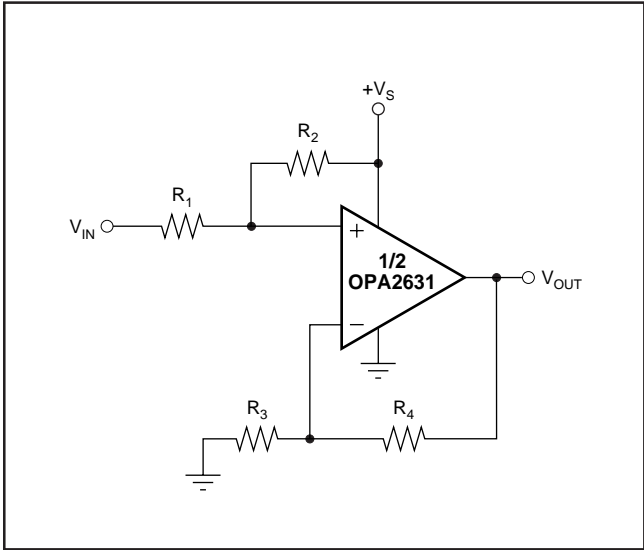 +V_S
R_2
R_1
V_IN
+
1/2
OPA2631
V_OUT
−
R_3
R_4